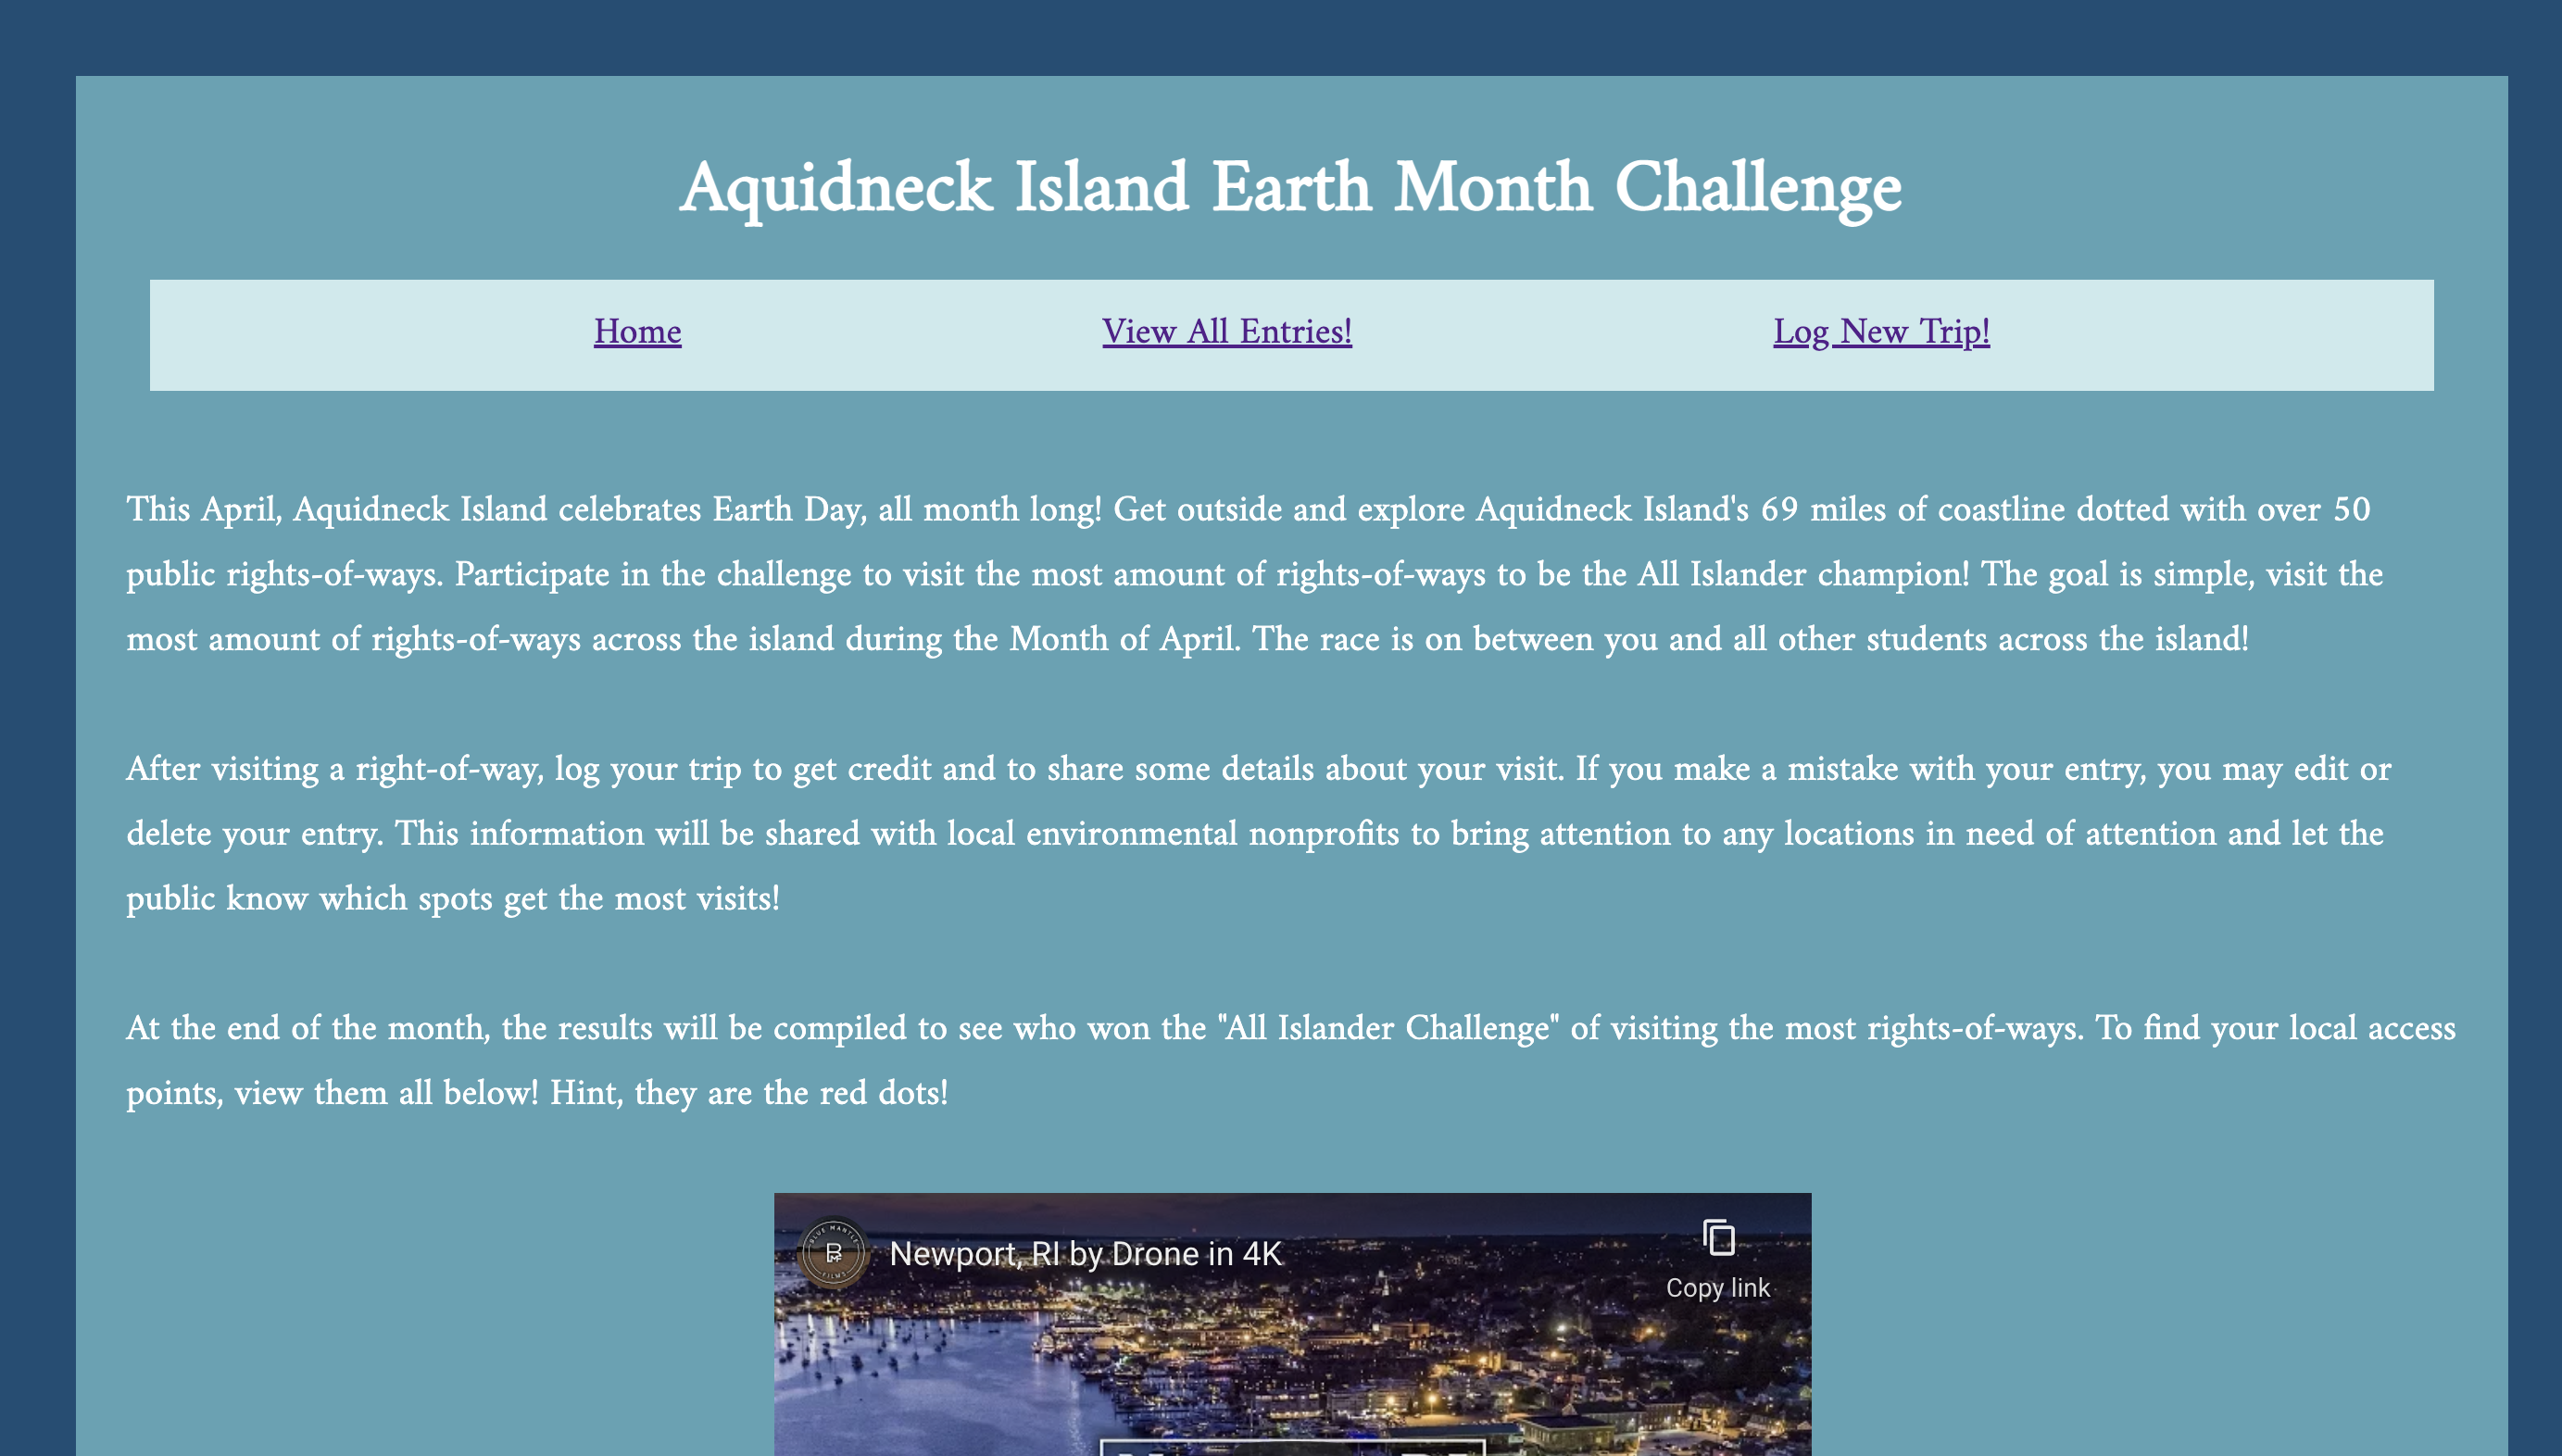 Aquidneck Island Earth Month Challenge
Home
View All Entries!
Log New Trip!
This April, Aquidneck Island celebrates Earth Day, all month long! Get outside and explore Aquidneck Island's 69 miles of coastline dotted with over 50
public rights-of-ways. Participate in the challenge to visit the most amount of rights-of-ways to be the All Islander champion! The goal is simple, visit the
most amount of rights-of-ways across the island during the Month of April. The race is on between you and all other students across the island!
After visiting a right-of-way, log your trip to get credit and to share some details about your visit. If you make a mistake with your entry, you may edit or
delete your entry. This information will be shared with local environmental nonprofits to bring attention to any locations in need of attention and let the
public know which spots get the most visits!
At the end of the month, the results will be compiled to see who won the "All Islander Challenge" of visiting the most rights-of-ways. To find your local access
points, view them all below! Hint, they are the red dots!
BLUE MANTLE
FILMS
Newport, RI by Drone in 4K
Copy link